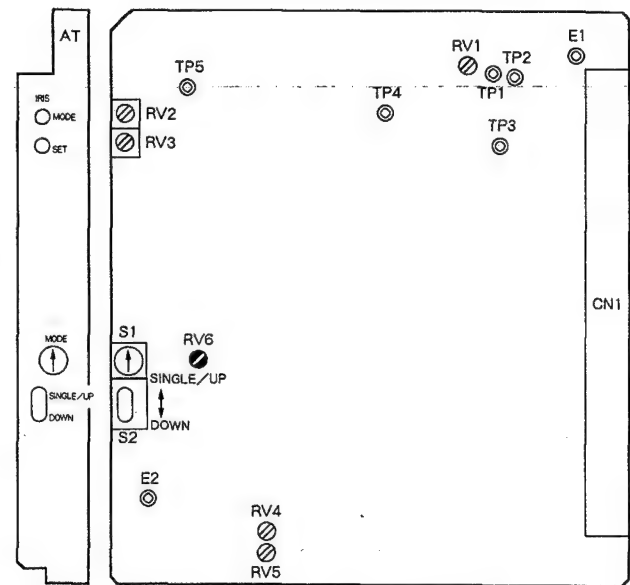 AT
IRIS
MODE
SET
MODE
SINGLE/UP
DOWN
E1
RV1
TP2
TP5
TP1
TP4
RV2
TP3
RV3
CN1
S1
RV6
SINGLE/UP
DOWN
S2
E2
RV4
RV5